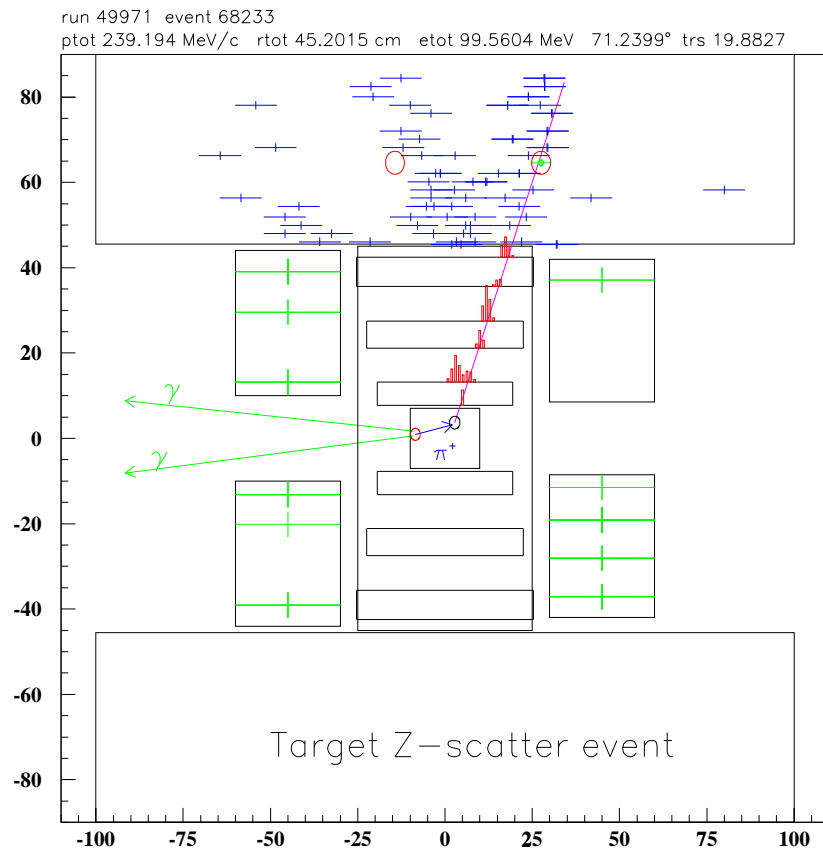 run 49971 event 68233
ptot 239.194 MeV/c rtot 45.2015 cm etot 99.5604 MeV 71.2399° trs 19.8827
80
60
40
20
γ
0
π+
γ
-20
-40
-60
Target Z-scatter event
-80
-100 -75 -50 -25 0 25 50 75 100